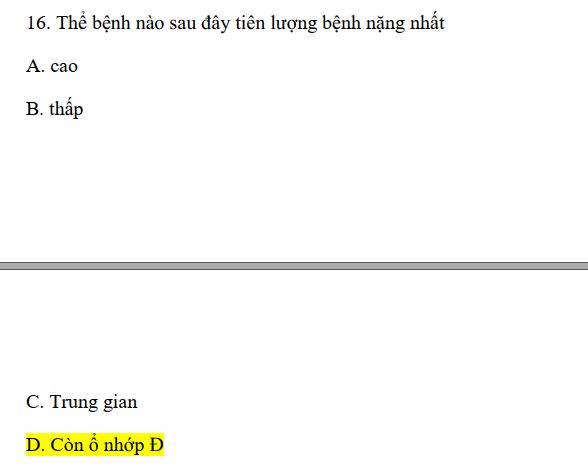 16. Thể bệnh nào sau đây tiên lượng bệnh nặng nhất
A. cao
B. thấp
C. Trung gian
D. Còn ổ nhớp Đ